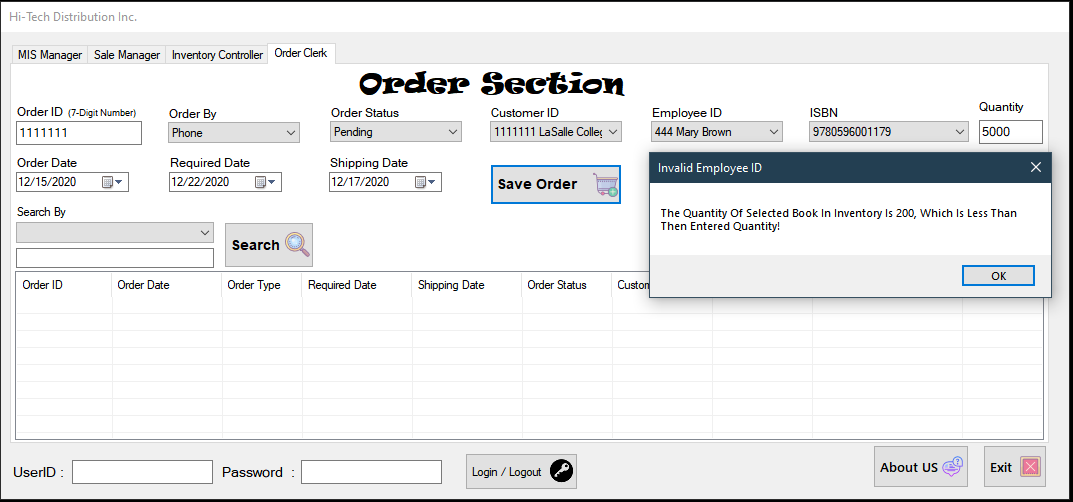 Hi-Tech Distribution Inc.
MIS Manager Sale Manager Inventory Controller Order Clerk
Order Section
Order ID (7-Digit Number) Order By Order Status Customer ID Employee ID ISBN Quantity
1111111 Phone Pending 1111111 LaSalle Colleg 444 Mary Brown 9780596001179 5000
Order Date Required Date Shipping Date
12/15/2020 12/22/2020 12/17/2020
Save Order
Invalid Employee ID
The Quantity Of Selected Book In Inventory Is 200, Which Is Less Than
Then Entered Quantity!
OK
Search By
Search
Order ID Order Date Order Type Required Date Shipping Date Order Status Custom
UserID : Password : Login / Logout About US Exit